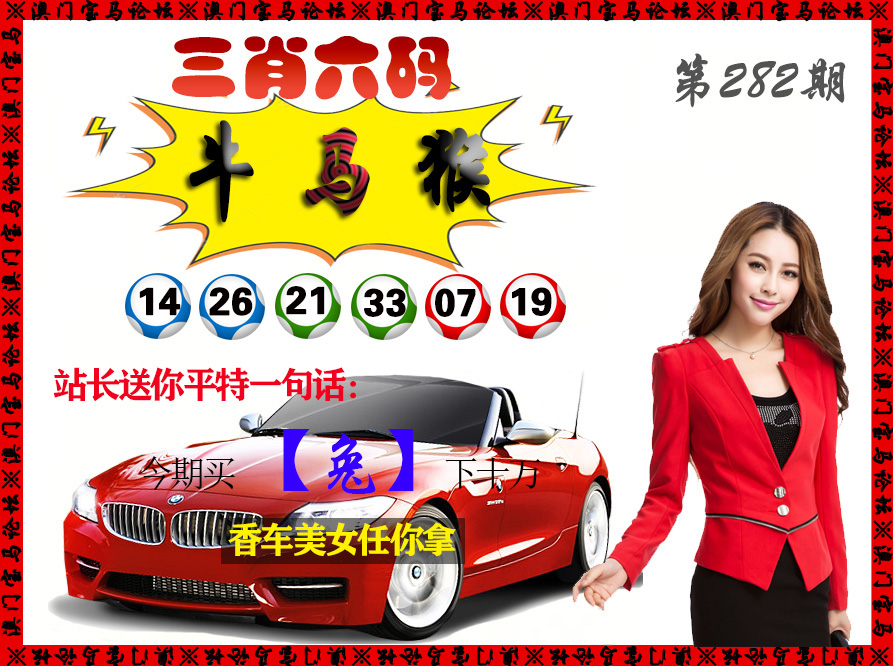 ※澳门宝马论坛※澳门宝马论坛※澳门宝马论坛※澳门宝马论坛※澳门宝马论坛※
三肖六码
第282期
斗 马 猴
14 26 21 33 07 19
站长送你平特一句话：
今期买 【兔】 下十万
香车美女任你拿